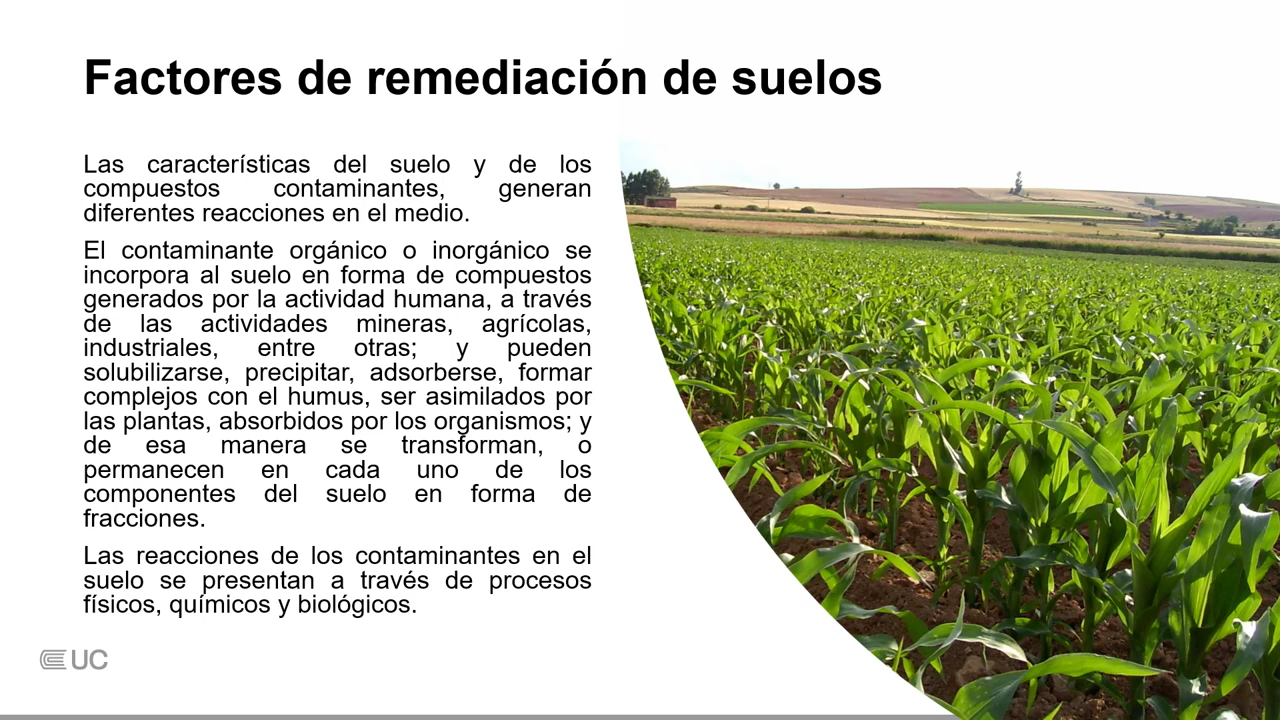 Factores de remediación de suelos
Las características del suelo y de los
compuestos contaminantes, generan
diferentes reacciones en el medio.
El contaminante orgánico o inorgánico se
incorpora al suelo en forma de compuestos
generados por la actividad humana, a través
de las actividades mineras, agrícolas,
industriales, entre otras; y pueden
solubilizarse, precipitar, adsorberse, formar
complejos con el humus, ser asimilados por
las plantas, absorbidos por los organismos; y
de esa manera se transforman, o
permanecen en cada uno de los
componentes del suelo en forma de
fracciones.
Las reacciones de los contaminantes en el
suelo se presentan a través de procesos
físicos, químicos y biológicos.
UC